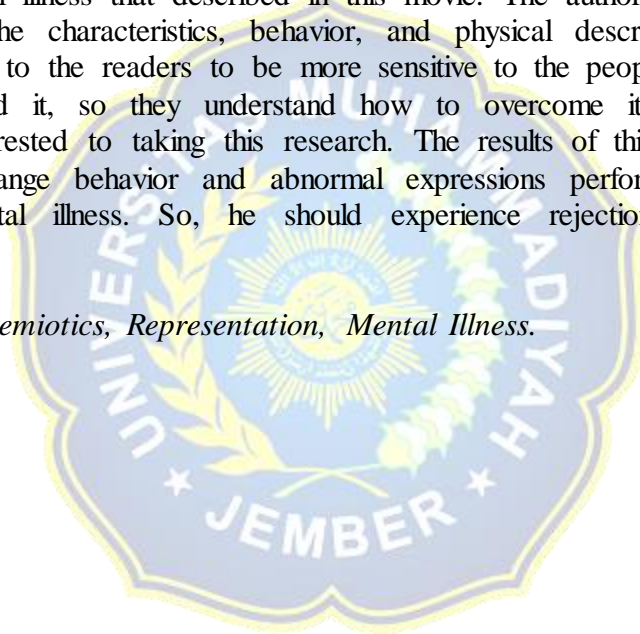 illness that described in this movie. The author
he characteristics, behavior, and physical descr
to the readers to be more sensitive to the peop
d it, so they understand how to overcome it
rested to taking this research. The results of thi
ange behavior and abnormal expressions perfor
tal illness. So, he should experience rejectio
emiotics, Representation, Mental Illness.
UNIVERSITAS MUHAMMADIYAH
JEMBER